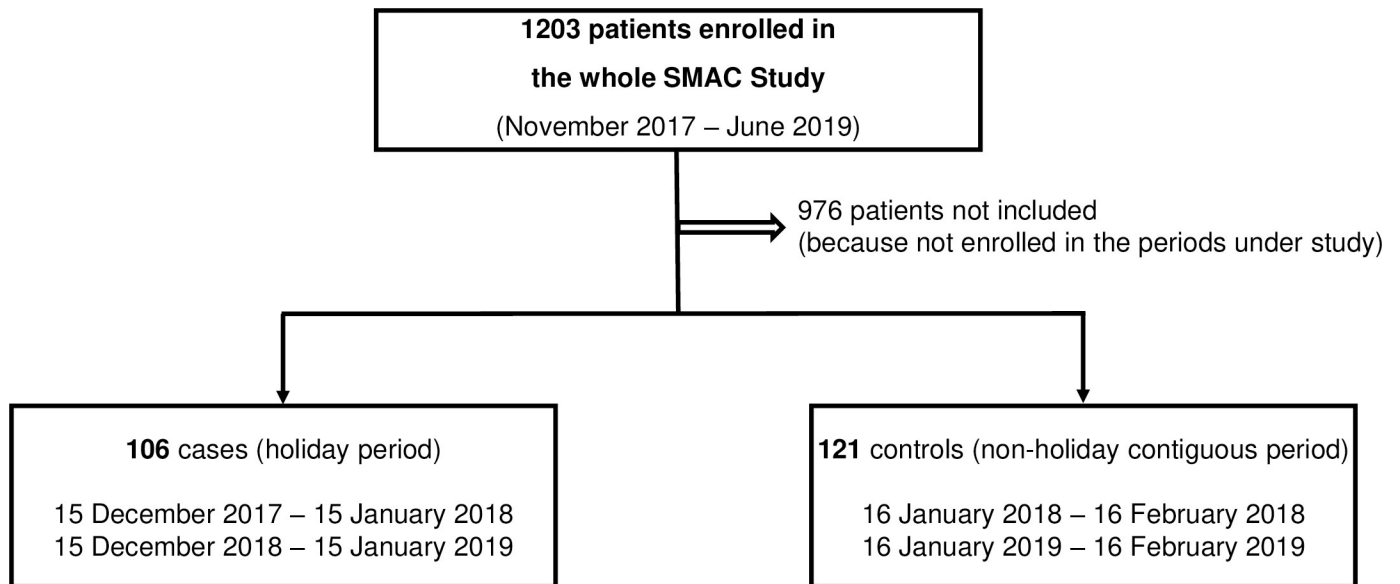 1203 patients enrolled in
the whole SMAC Study
(November 2017 – June 2019)
976 patients not included
(because not enrolled in the periods under study)
106 cases (holiday period)
15 December 2017 – 15 January 2018
15 December 2018 – 15 January 2019
121 controls (non-holiday contiguous period)
16 January 2018 – 16 February 2018
16 January 2019 – 16 February 2019